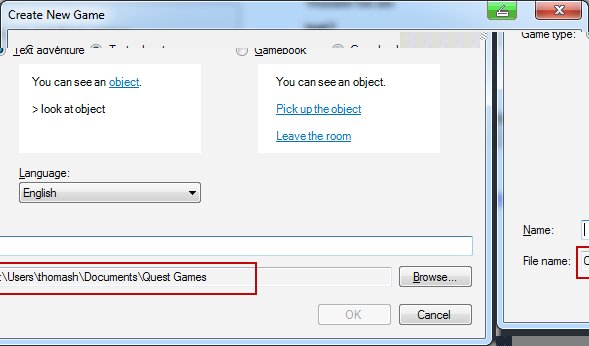 Create New Game
Text adventure
Gamebook
Game type:
You can see an object.
> look at object
You can see an object.
Pick up the object
Leave the room
Language:
English
Name:
:\Users\thomash\Documents\Quest Games
Browse...
File name:
OK
Cancel